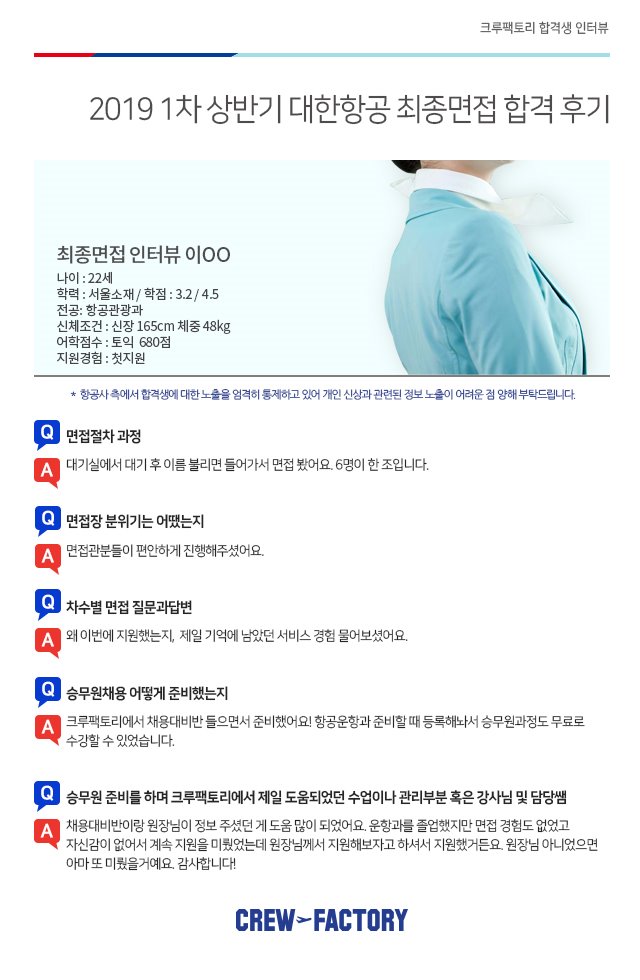 크루팩토리 합격생 인터뷰
2019 1차 상반기 대한항공 최종면접 합격 후기
최종면접 인터뷰 이OO
나이 : 22세
학력 : 서울소재 / 학점 : 3.2 / 4.5
전공: 항공관광과
신체조건 : 신장 165cm 체중 48kg
어학점수 : 토익 680점
지원경험 : 첫지원
* 항공사 측에서 합격생에 대한 노출을 엄격히 통제하고 있어 개인 신상과 관련된 정보 노출이 어려운 점 양해 부탁드립니다.
Q 면접절차 과정
A 대기실에서 대기 후 이름 불리면 들어가서 면접 봤어요. 6명이 한 조입니다.
Q 면접장 분위기는 어땠는지
A 면접관분들이 편안하게 진행해주셨어요.
Q 차수별 면접 질문과답변
A 왜 이번에 지원했는지, 제일 기억에 남았던 서비스 경험 물어보셨어요.
Q 승무원채용 어떻게 준비했는지
A 크루팩토리에서 채용대비반 들으면서 준비했어요! 항공운항과 준비할 때 등록해놔서 승무원과정도 무료로
수강할 수 있었습니다.
Q 승무원 준비를 하며 크루팩토리에서 제일 도움되었던 수업이나 관리부분 혹은 강사님 및 담당쌤
A 채용대비반이랑 원장님이 정보 주셨던 게 도움 많이 되었어요. 운항과를 졸업했지만 면접 경험도 없었고
자신감이 없어서 계속 지원을 미뤘었는데 원장님께서 지원해보자고 하셔서 지원했거든요. 원장님 아니었으면
아마 또 미뤘을거예요. 감사합니다!
CREW FACTORY